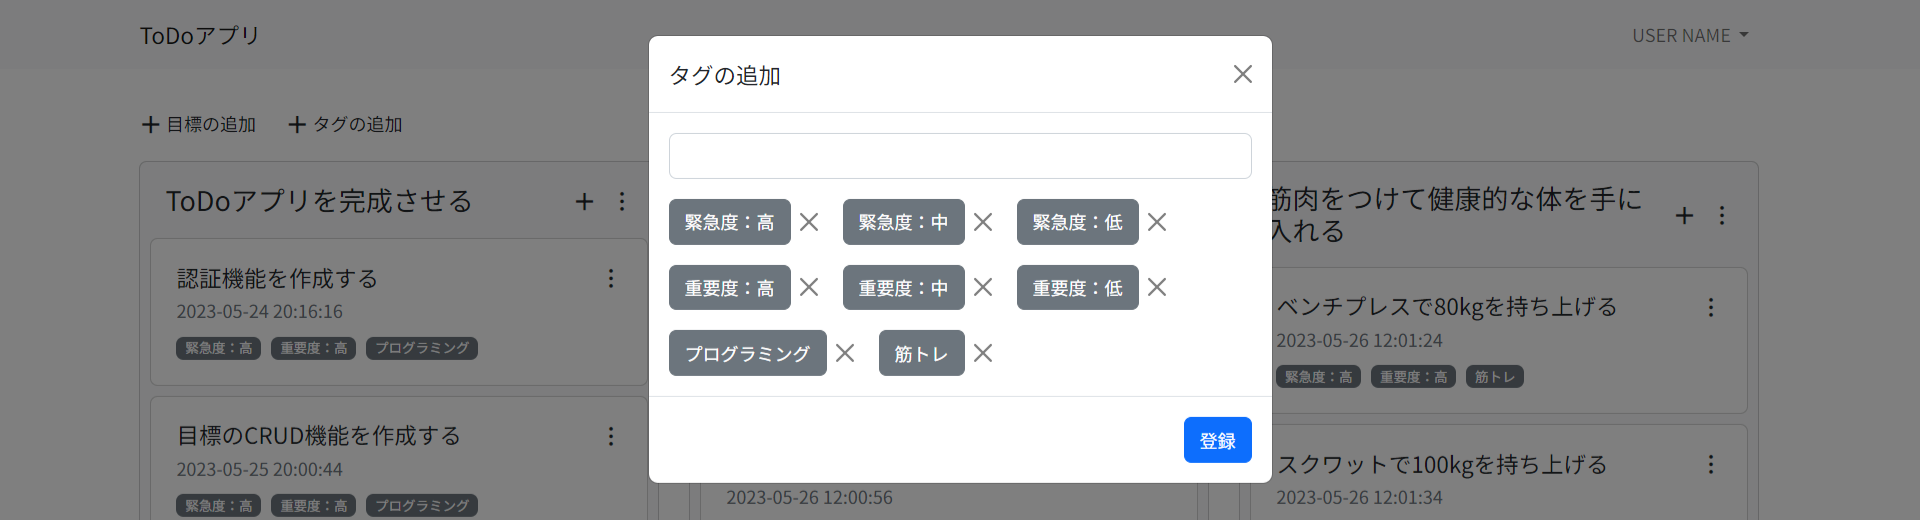 ToDoアプリ
USER NAME
目標の追加
タグの追加
ToDoアプリを完成させる
認証機能を作成する
2023-05-24 20:16:16
緊急度：高 重要度：高 プログラミング
目標のCRUD機能を作成する
2023-05-25 20:00:44
緊急度：高 重要度：高 プログラミング
タグの追加
緊急度：高 緊急度：中 緊急度：低
重要度：高 重要度：中 重要度：低
プログラミング 筋トレ
登録
2023-05-26 12:00:56
筋肉をつけて健康的な体を手に
入れる
ベンチプレスで80kgを持ち上げる
2023-05-26 12:01:24
緊急度：高 重要度：高 筋トレ
スクワットで100kgを持ち上げる
2023-05-26 12:01:34